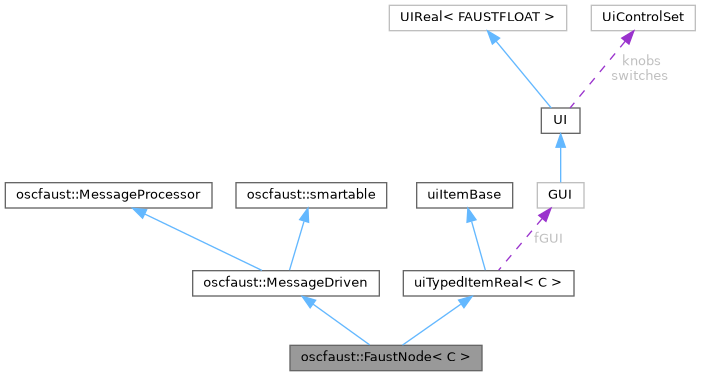 UIReal< FAUSTFLOAT >
UiControlSet
knobs
switches
UI
oscfaust::MessageProcessor
oscfaust::smartable
uiItemBase
GUI
fGUI
oscfaust::MessageDriven
uiTypedItemReal< C >
oscfaust::FaustNode< C >